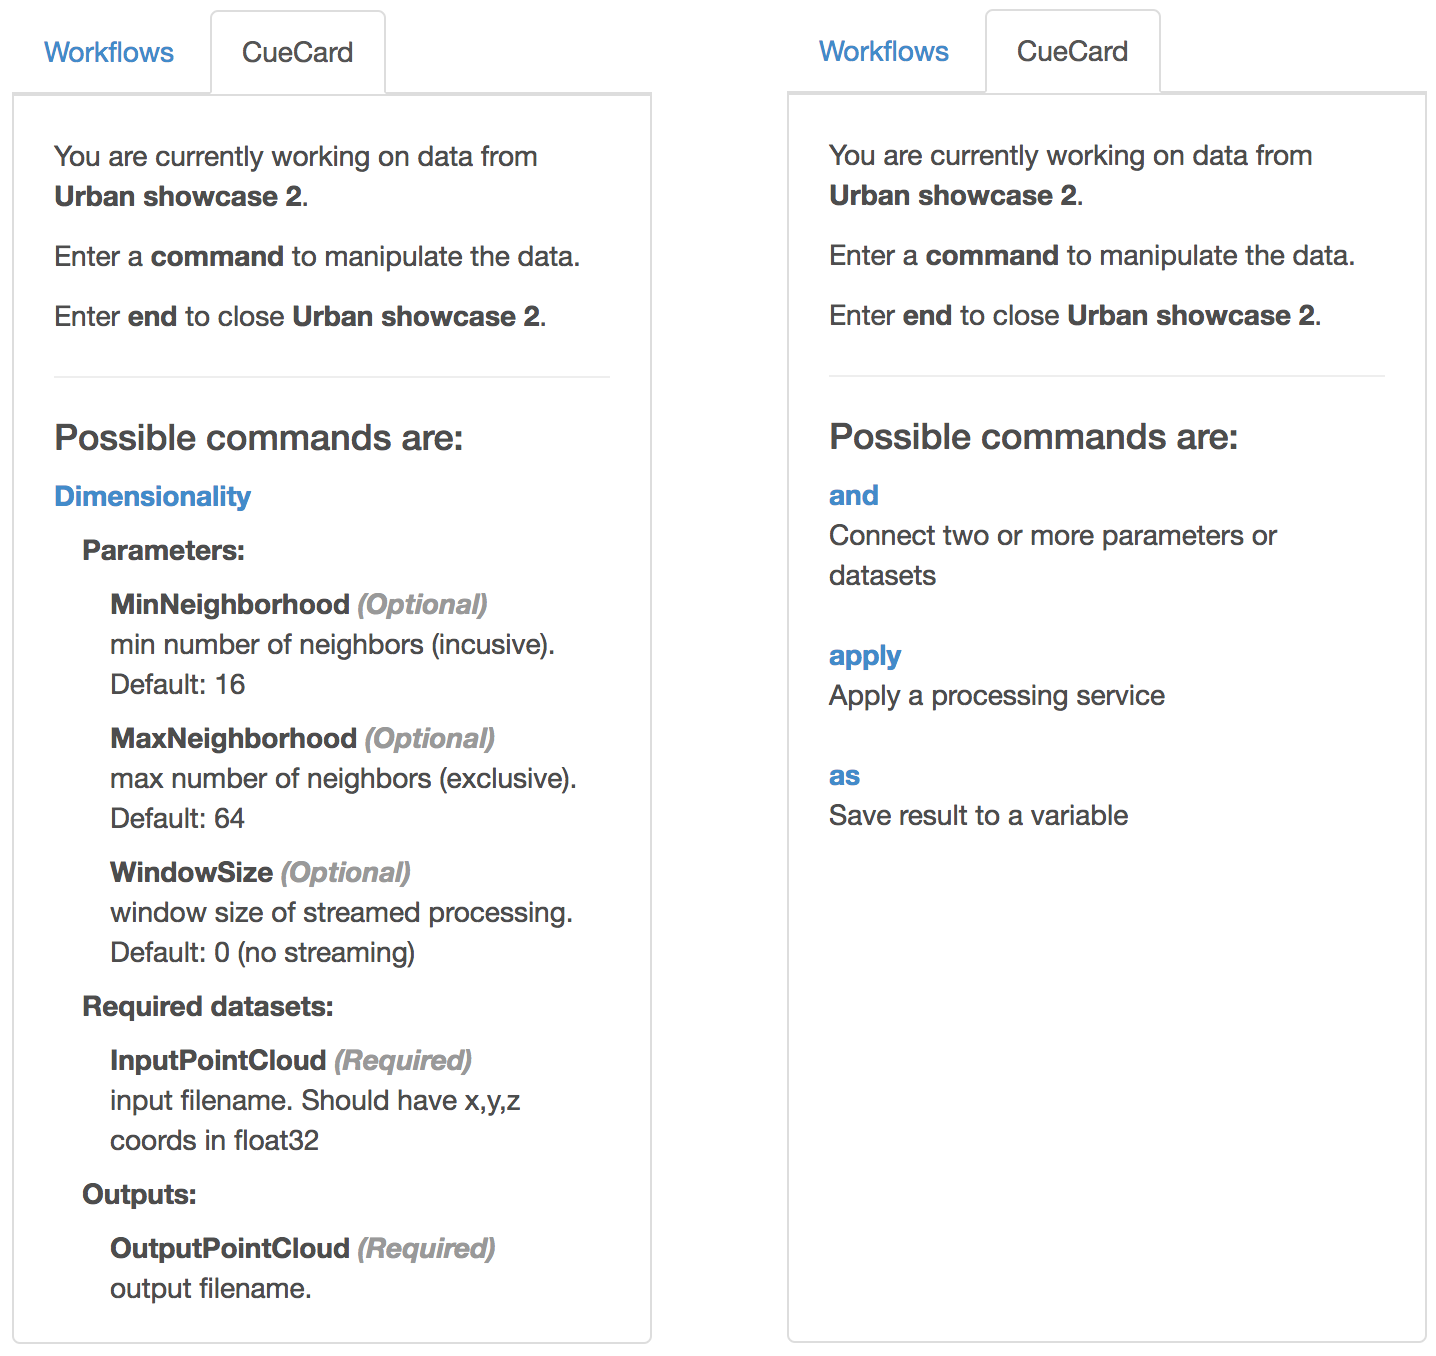 Workflows
CueCard
You are currently working on data from
Urban showcase 2.
Enter a command to manipulate the data.
Enter end to close Urban showcase 2.
Possible commands are:
Dimensionality
Parameters:
MinNeighborhood (Optional)
min number of neighbors (incusive).
Default: 16
MaxNeighborhood (Optional)
max number of neighbors (exclusive).
Default: 64
WindowSize (Optional)
window size of streamed processing.
Default: 0 (no streaming)
Required datasets:
InputPointCloud (Required)
input filename. Should have x,y,z
coords in float32
Outputs:
OutputPointCloud (Required)
output filename.
Workflows
CueCard
You are currently working on data from
Urban showcase 2.
Enter a command to manipulate the data.
Enter end to close Urban showcase 2.
Possible commands are:
and
Connect two or more parameters or
datasets
apply
Apply a processing service
as
Save result to a variable